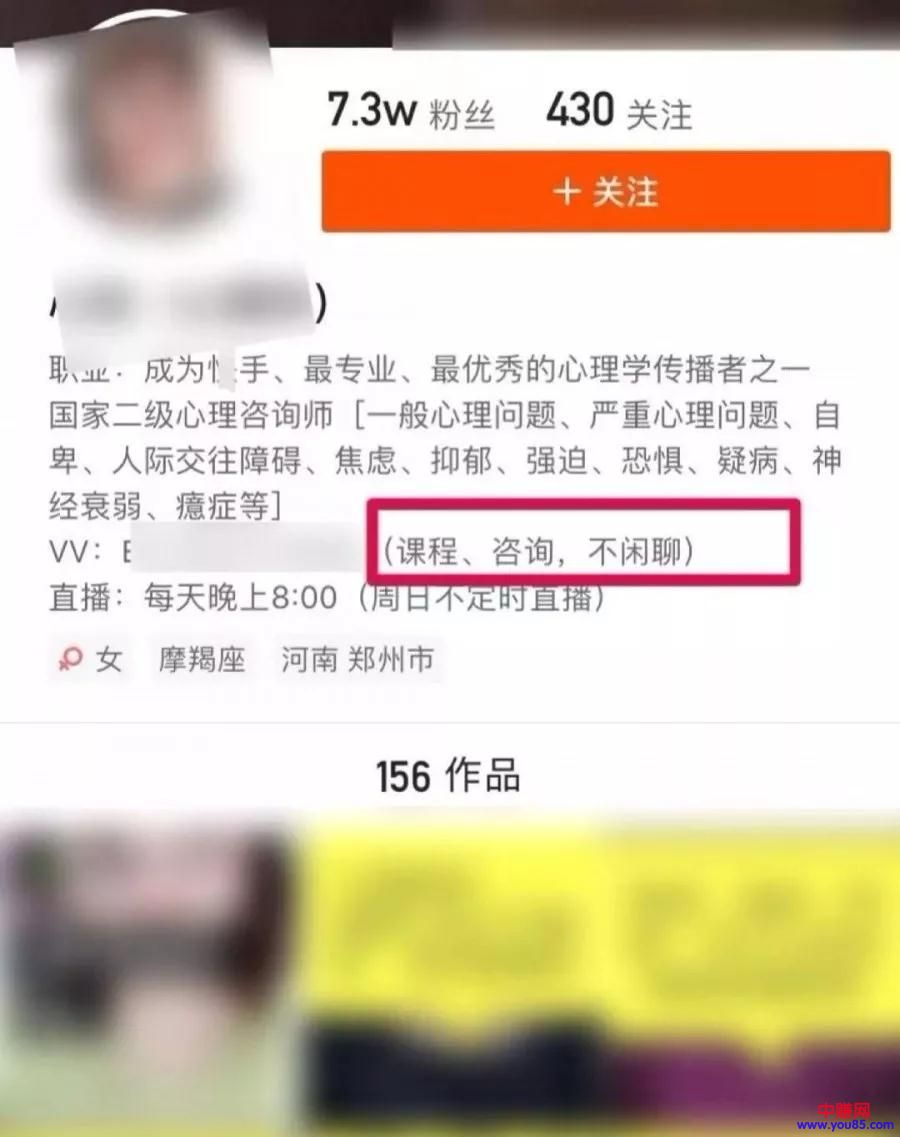 7.3w 粉丝 430 关注
+ 关注
)
职业：成为快手、最专业、最优秀的心理学传播者之一
国家二级心理咨询师［一般心理问题、严重心理问题、自
卑、人际交往障碍、焦虑、抑郁、强迫、恐惧、疑病、神
经衰弱、癔症等］
VV：E （课程、咨询，不闲聊）
直播：每天晚上8:00（周日不定时直播）
女 摩羯座 河南 郑州市
156 作品
中赚网
www.you85.com